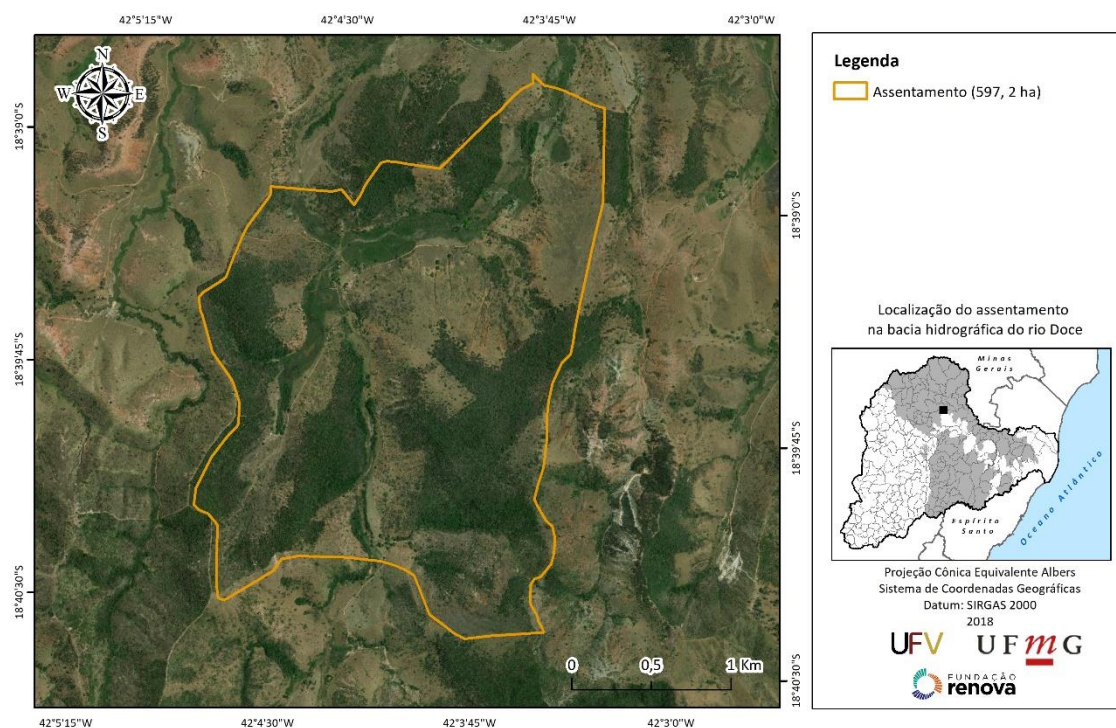 42°5'15"W 42°4'30"W 42°3'45"W 42°3'0"W
N
W E
S
18°39'0"S
18°39'45"S
18°40'30"S
18°39'0"S
18°39'45"S
18°40'30"S
0 0,5 1 Km
42°5'15"W 42°4'30"W 42°3'45"W 42°3'0"W
Legenda
Assentamento (597, 2 ha)
Localização do assentamento
na bacia hidrográfica do rio Doce
Minas
Gerais
Espírito
Santo
Oceano Atlântico
Projeção Cônica Equivalente Albers
Sistema de Coordenadas Geográficas
Datum: SIRGAS 2000
2018
UFV UFmG
FUNDAÇÃO
renova